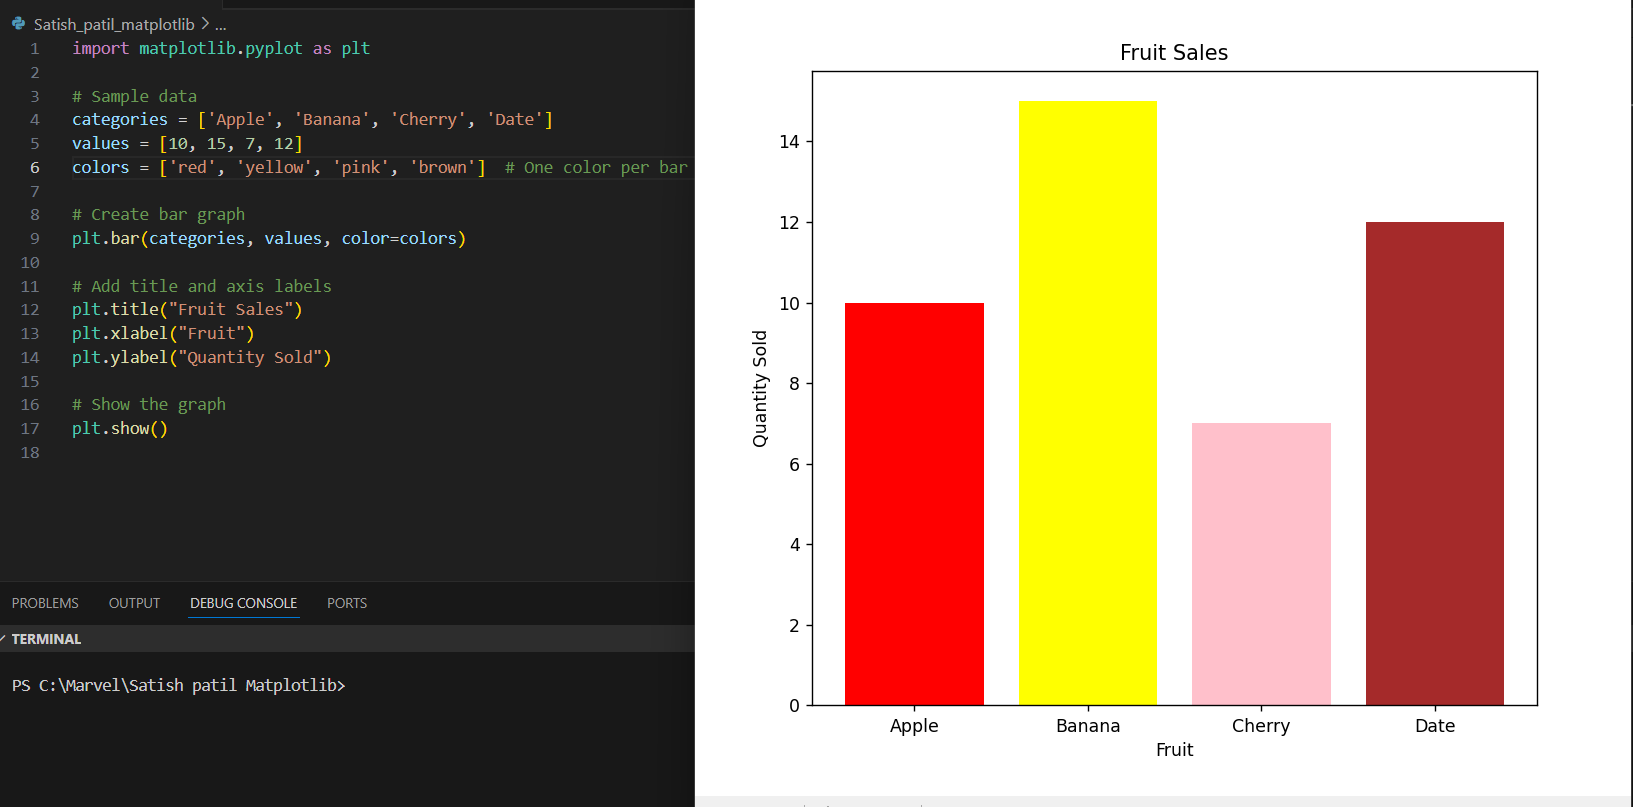 Satish_patil_matplotlib > ...
1 import matplotlib.pyplot as plt
2
3 # Sample data
4 categories = ['Apple', 'Banana', 'Cherry', 'Date']
5 values = [10, 15, 7, 12]
6 colors = ['red', 'yellow', 'pink', 'brown']  # One color per bar
7
8 # Create bar graph
9 plt.bar(categories, values, color=colors)
10
11 # Add title and axis labels
12 plt.title("Fruit Sales")
13 plt.xlabel("Fruit")
14 plt.ylabel("Quantity Sold")
15
16 # Show the graph
17 plt.show()
18
PROBLEMS OUTPUT DEBUG CONSOLE PORTS
TERMINAL
PS C:\Marvel\Satish patil Matplotlib>
Fruit Sales
14
12
10
8
6
4
2
0
Quantity Sold
Apple Banana Cherry Date
Fruit